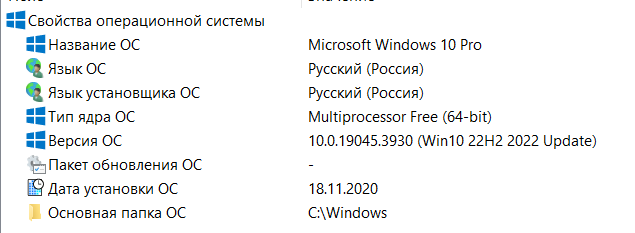 Свойства операционной системы
Название ОС Microsoft Windows 10 Pro
Язык ОС Русский (Россия)
Язык установщика ОС Русский (Россия)
Тип ядра ОС Multiprocessor Free (64-bit)
Версия ОС 10.0.19045.3930 (Win10 22H2 2022 Update)
Пакет обновления ОС -
Дата установки ОС 18.11.2020
Основная папка ОС C:\Windows